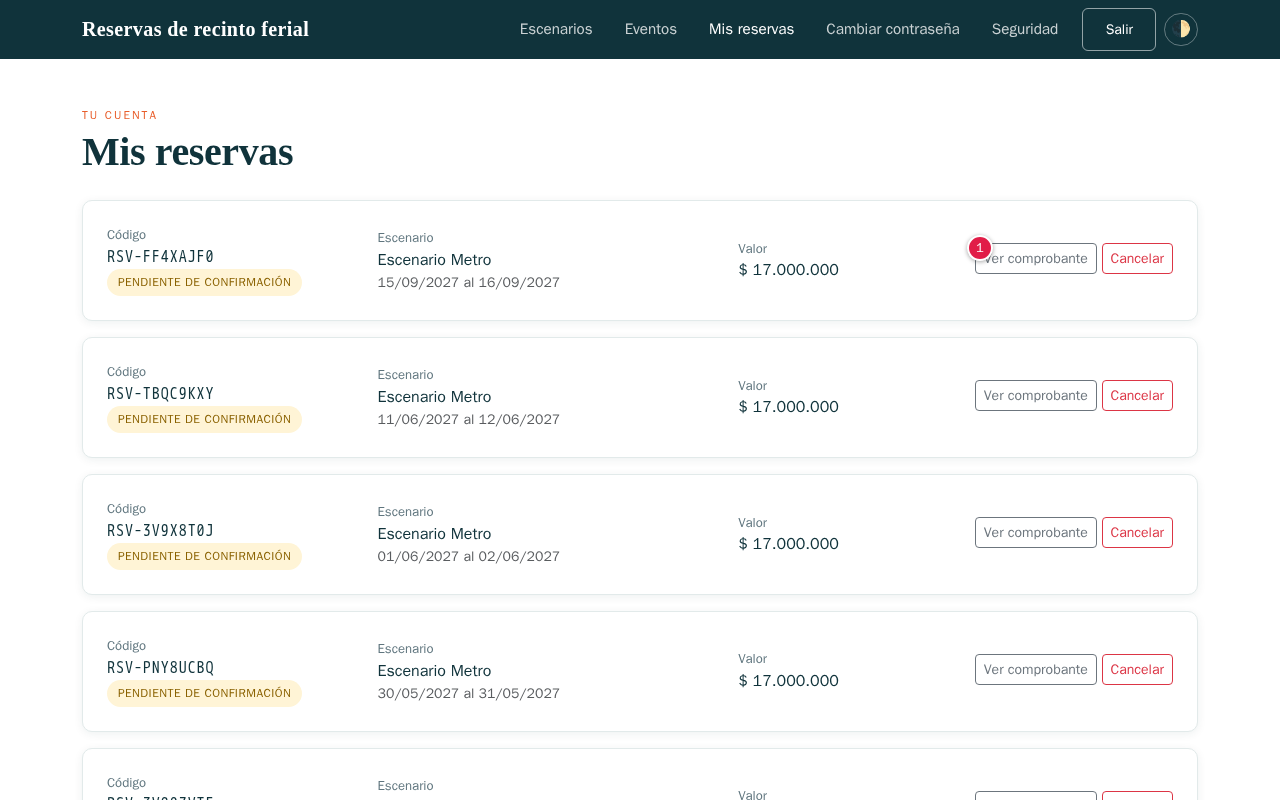 Reservas de recinto ferial
Escenarios
Eventos
Mis reservas
Cambiar contraseña
Seguridad
Salir
TU CUENTA
Mis reservas
Código
RSV-FF4XAJF0
PENDIENTE DE CONFIRMACIÓN
Escenario
Escenario Metro
15/09/2027 al 16/09/2027
Valor
$ 17.000.000
1
Ver comprobante
Cancelar
Código
RSV-TBQC9KXY
PENDIENTE DE CONFIRMACIÓN
Escenario
Escenario Metro
11/06/2027 al 12/06/2027
Valor
$ 17.000.000
Ver comprobante
Cancelar
Código
RSV-3V9X8T0J
PENDIENTE DE CONFIRMACIÓN
Escenario
Escenario Metro
01/06/2027 al 02/06/2027
Valor
$ 17.000.000
Ver comprobante
Cancelar
Código
RSV-PNY8UCBQ
PENDIENTE DE CONFIRMACIÓN
Escenario
Escenario Metro
30/05/2027 al 31/05/2027
Valor
$ 17.000.000
Ver comprobante
Cancelar
Código
Escenario
Valor